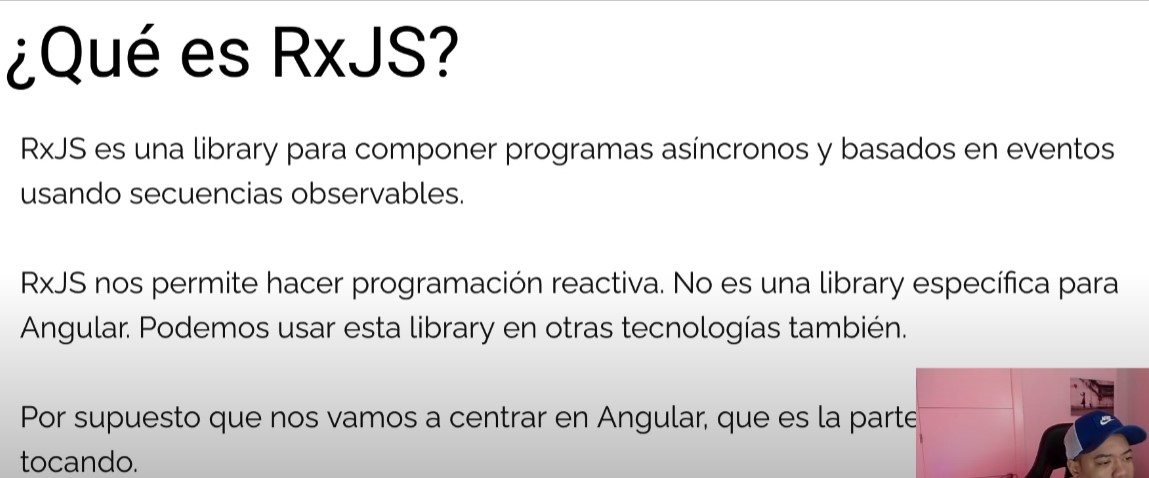 ¿Qué es RxJS?
RxJS es una library para componer programas asíncronos y basados en eventos
usando secuencias observables.
RxJS nos permite hacer programación reactiva. No es una library específica para
Angular. Podemos usar esta library en otras tecnologías también.
Por supuesto que nos vamos a centrar en Angular, que es la parte
tocando.